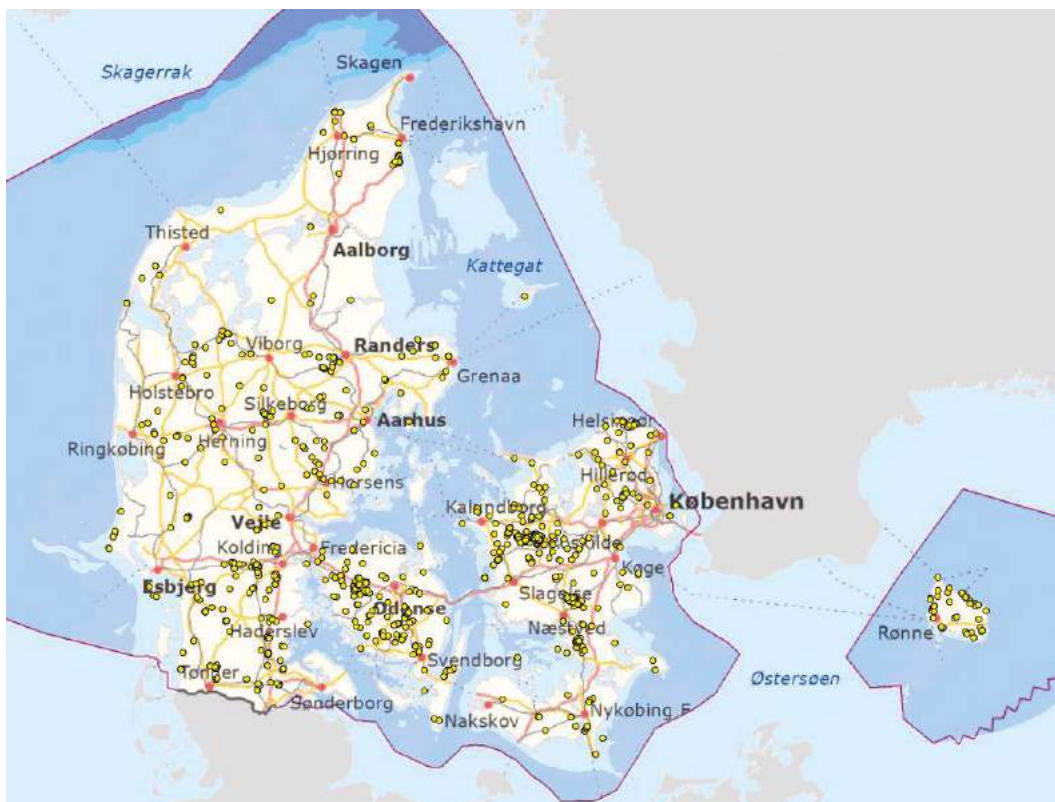 Skagen
Skagerrak
Frederikshavn
Hjørring
Thisted
Aalborg
Kattegat
Viborg
Randers
Grenaa
Holstebro
Silkeborg
Aarhus
Helsingør
Herning
Ringkøbing
Hillerød
Horsens
København
Kalundborg
Vejle
Roskilde
Kolding
Fredericia
Køge
Esbjerg
Slagelse
Odense
Næstved
Haderslev
Rønne
Svendborg
Tønder
Østersøen
Sønderborg
Nakskov
Nykøbing F